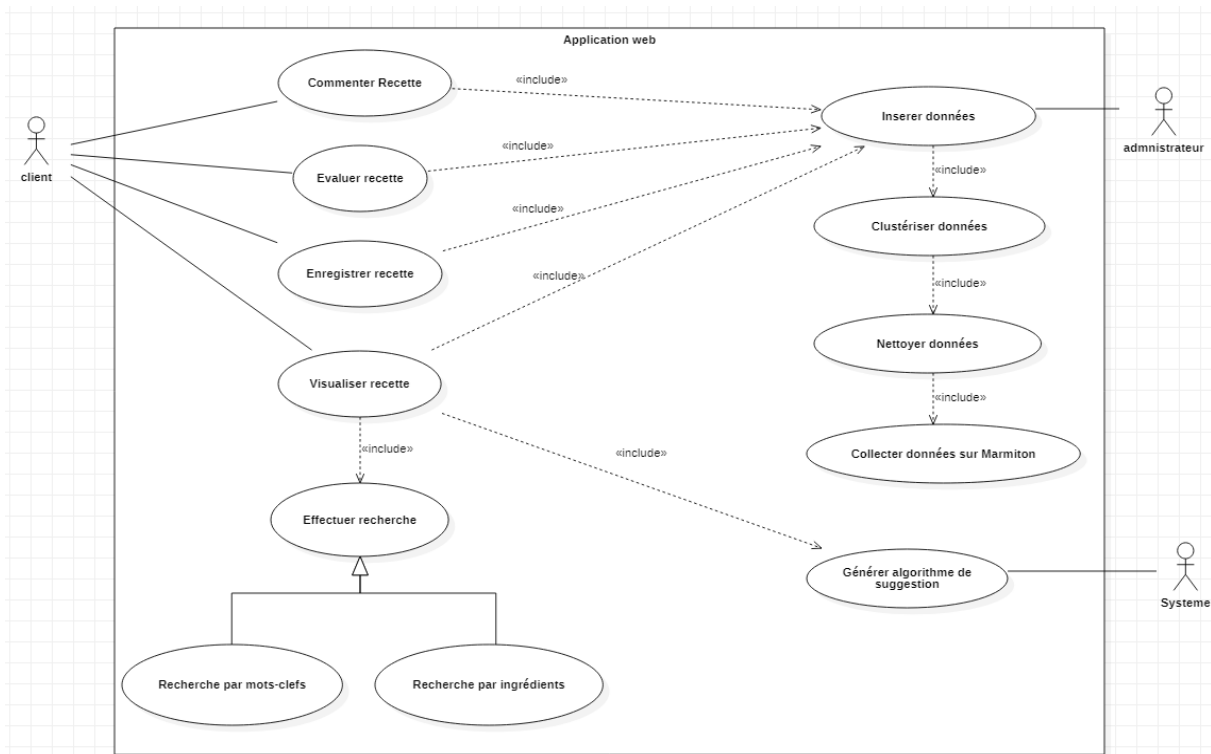 Application web
Commenter Recette
«include»
Inserer données
client
admnistrateur
«include»
Evaluer recette
«include»
«include»
Clustériser données
Enregistrer recette
«include»
«include»
Nettoyer données
Visualiser recette
«include»
«include»
«include»
Collecter données sur Marmiton
Effectuer recherche
Générer algorithme de
suggestion
Systeme
Recherche par mots-clefs
Recherche par ingrédients